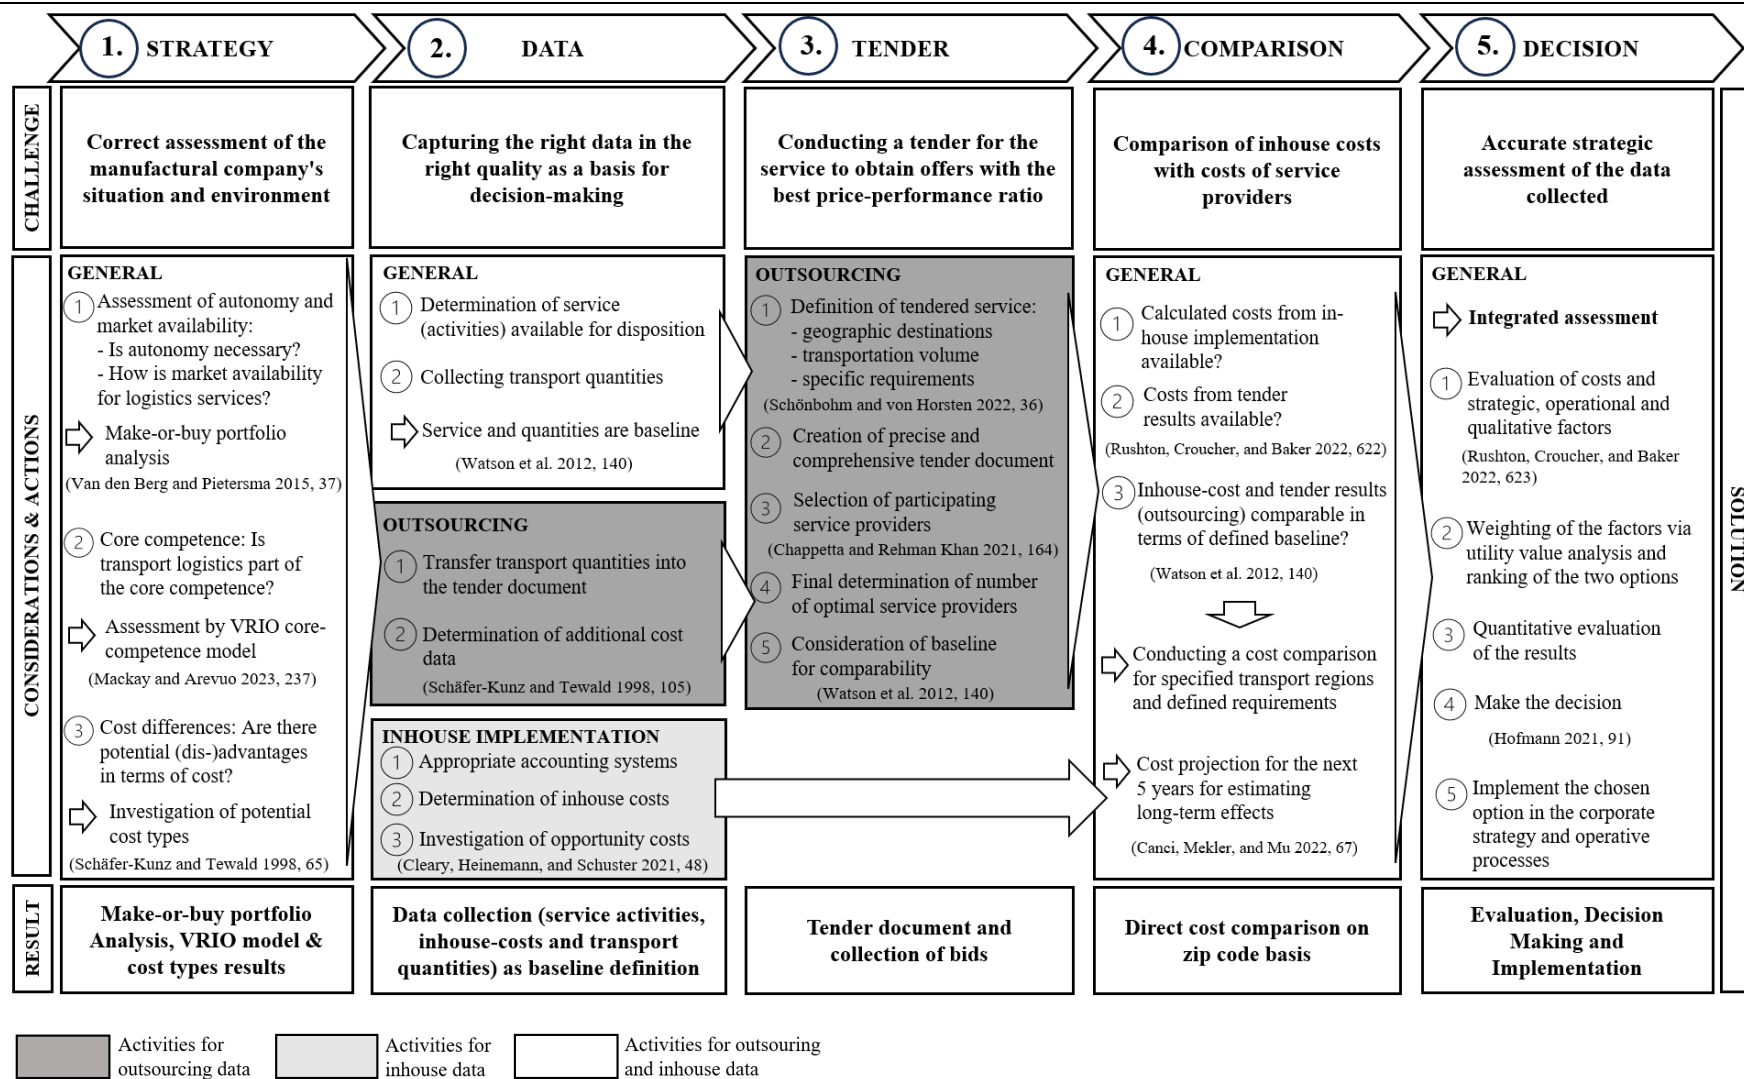 1. STRATEGY
2. DATA
3. TENDER
4. COMPARISON
5. DECISION
CHALLENGE
Correct assessment of the
manufactural company's
situation and environment
Capturing the right data in the
right quality as a basis for
decision-making
Conducting a tender for the
service to obtain offers with the
best price-performance ratio
Comparison of inhouse costs
with costs of service
providers
Accurate strategic
assessment of the data
collected
CONSIDERATIONS & ACTIONS
GENERAL
1 Assessment of autonomy and
market availability:
- Is autonomy necessary?
- How is market availability
for logistics services?
Make-or-buy portfolio
analysis
(Van den Berg and Pietersma 2015, 37)
2 Core competence: Is
transport logistics part of
the core competence?
Assessment by VRIO core-
competence model
(Mackay and Arevuo 2023, 237)
3 Cost differences: Are there
potential (dis-)advantages
in terms of cost?
Investigation of potential
cost types
(Schäfer-Kunz and Tewald 1998, 65)
GENERAL
1 Determination of service
(activities) available for disposition
2 Collecting transport quantities
Service and quantities are baseline
(Watson et al. 2012, 140)
OUTSOURCING
1 Transfer transport quantities into
the tender document
2 Determination of additional cost
data
(Schäfer-Kunz and Tewald 1998, 105)
INHOUSE IMPLEMENTATION
1 Appropriate accounting systems
2 Determination of inhouse costs
3 Investigation of opportunity costs
(Cleary, Heinemann, and Schuster 2021, 48)
OUTSOURCING
1 Definition of tendered service:
- geographic destinations
- transportation volume
- specific requirements
(Schönbohm and von Horsten 2022, 36)
2 Creation of precise and
comprehensive tender document
3 Selection of participating
service providers
(Chappetta and Rehman Khan 2021, 164)
4 Final determination of number
of optimal service providers
5 Consideration of baseline
for comparability
(Watson et al. 2012, 140)
GENERAL
1 Calculated costs from in-
house implementation
available?
2 Costs from tender
results available?
(Rushton, Croucher, and Baker 2022, 622)
3 Inhouse-cost and tender results
(outsourcing) comparable in
terms of defined baseline?
(Watson et al. 2012, 140)
Conducting a cost comparison
for specified transport regions
and defined requirements
Cost projection for the next
5 years for estimating
long-term effects
(Canci, Mekler, and Mu 2022, 67)
GENERAL
Integrated assessment
1 Evaluation of costs and
strategic, operational and
qualitative factors
(Rushton, Croucher, and Baker
2022, 623)
2 Weighting of the factors via
utility value analysis and
ranking of the two options
3 Quantitative evaluation
of the results
4 Make the decision
(Hofmann 2021, 91)
5 Implement the chosen
option in the corporate
strategy and operative
processes
SOLUTION
RESULT
Make-or-buy portfolio
Analysis, VRIO model &
cost types results
Data collection (service activities,
inhouse-costs and transport
quantities) as baseline definition
Tender document and
collection of bids
Direct cost comparison on
zip code basis
Evaluation, Decision
Making and
Implementation
Activities for
outsourcing data
Activities for
inhouse data
Activities for outsouring
and inhouse data